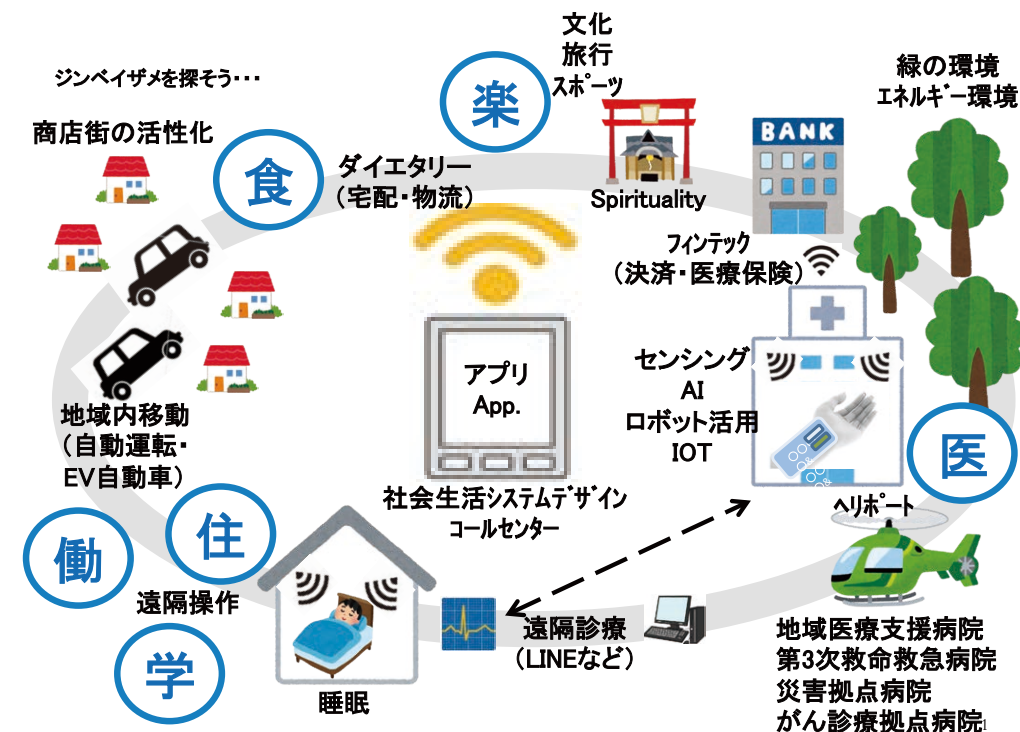 文化
旅行
スポーツ
ジンベイザメを探そう・・・
楽
緑の環境
エネルギー環境
商店街の活性化
食
ダイエタリー
（宅配・物流）
Spirituality
BANK
フィンテック
（決済・医療保険）
アプリ
App.
センシング
AI
ロボット活用
IOT
地域内移動
（自動運転・
EV自動車）
医
社会生活システムデザイン
コールセンター
ヘリポート
住
働
遠隔操作
学
睡眠
遠隔診療
（LINEなど）
地域医療支援病院
第3次救命救急病院
災害拠点病院
がん診療拠点病院
1